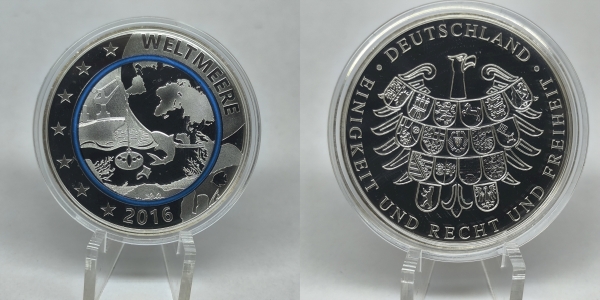 WELTMEERE
2016
· DEUTSCHLAND ·
EINIGKEIT UND RECHT UND FREIHEIT